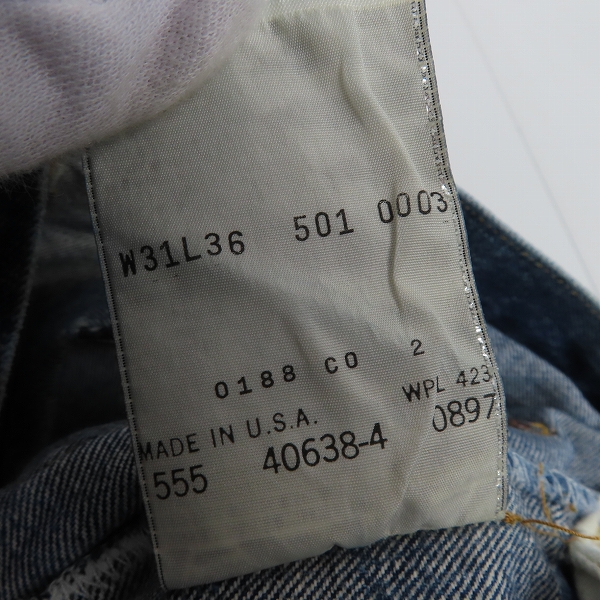 W31L36 501 0003
0188 CO 2
MADE IN U.S.A. WPL 423
555 40638-4 0897